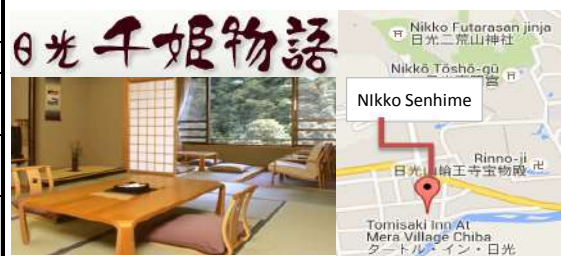 日光 千姫物語
Nikko Futarasan jinja
日光二荒山神社
Nikkō Tōshō-gū
NIkko Senhime
Rinno-ji
日光山輪王寺宝物殿
Tomisaki Inn At
Mera Village Chiba
タートル・イン・日光